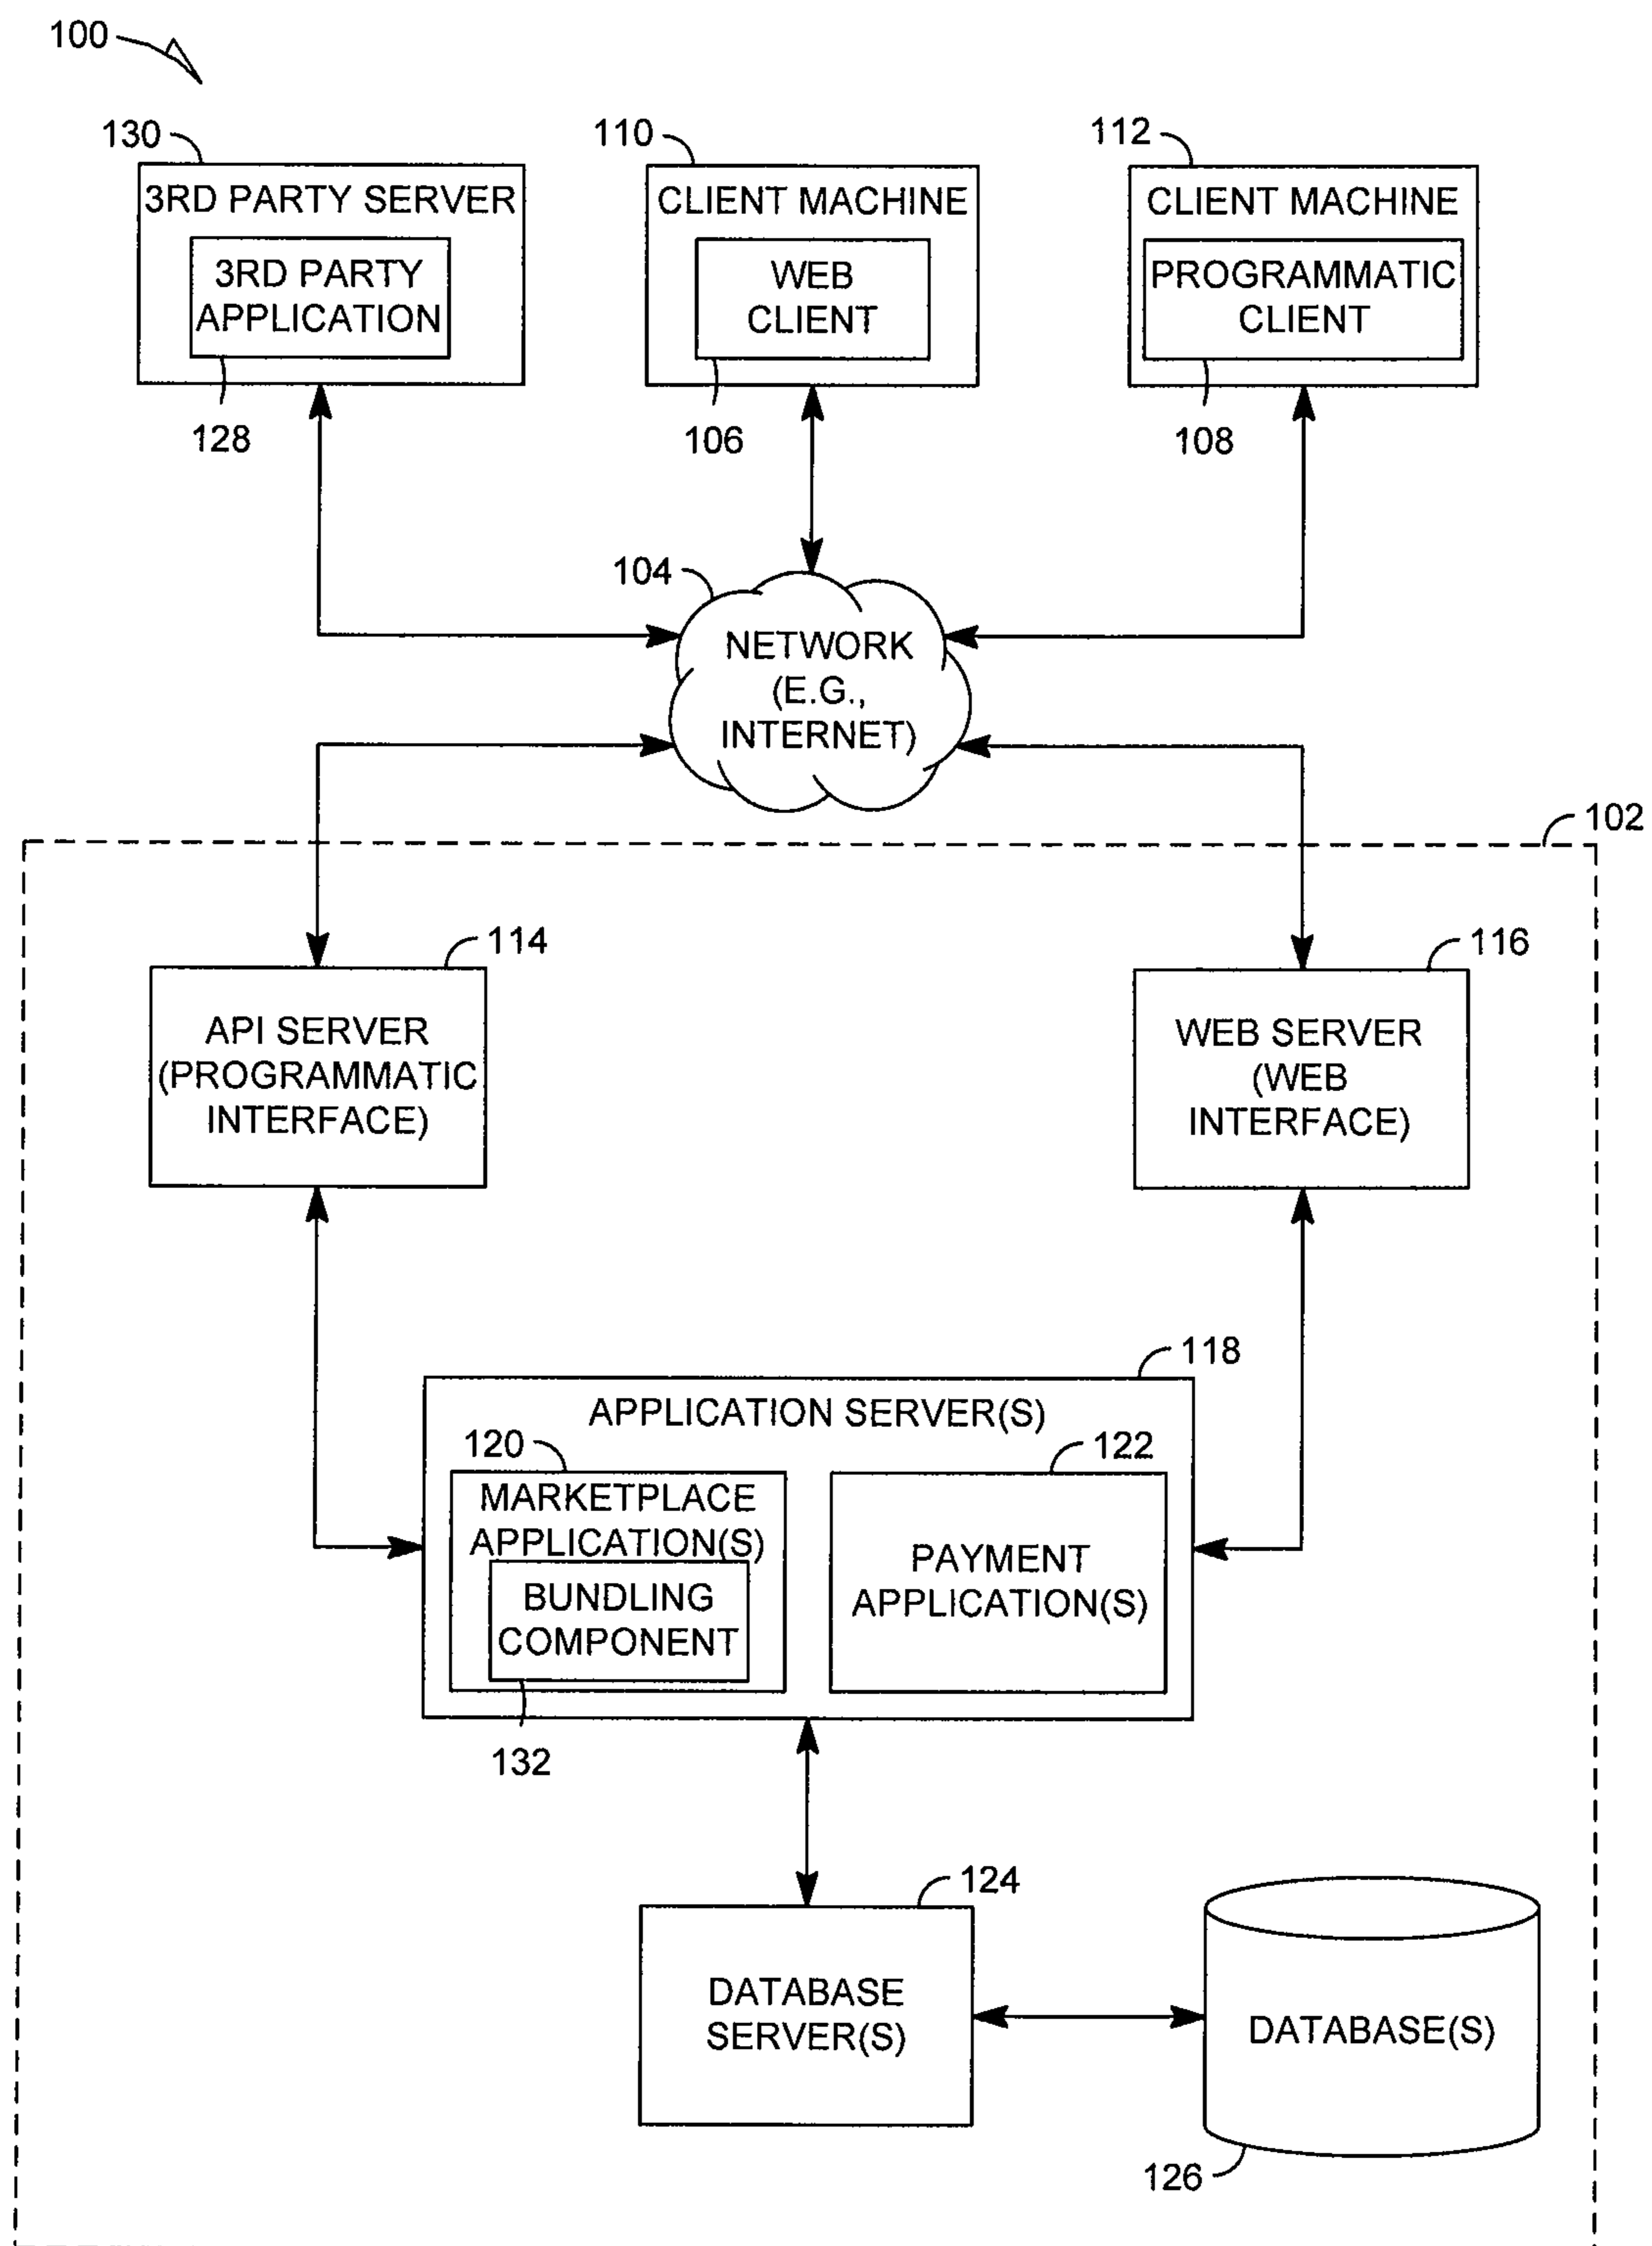 100
130
110
112
3RD PARTY SERVER
CLIENT MACHINE
CLIENT MACHINE
3RD PARTY
APPLICATION
WEB
CLIENT
PROGRAMMATIC
CLIENT
128
106
108
104
NETWORK
(E.G.,
INTERNET)
102
114
116
API SERVER
(PROGRAMMATIC
INTERFACE)
WEB SERVER
(WEB
INTERFACE)
118
APPLICATION SERVER(S)
120
122
MARKETPLACE
APPLICATION(S)
BUNDLING
COMPONENT
PAYMENT
APPLICATION(S)
132
124
DATABASE
SERVER(S)
DATABASE(S)
126